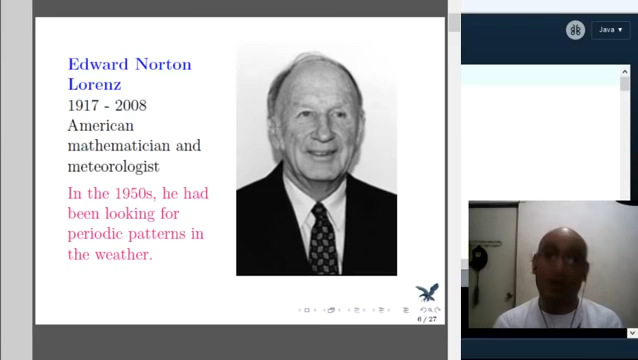 Edward Norton
Lorenz
1917 - 2008
American
mathematician and
meteorologist
In the 1950s, he had
been looking for
periodic patterns in
the weather.
6 / 27
Java